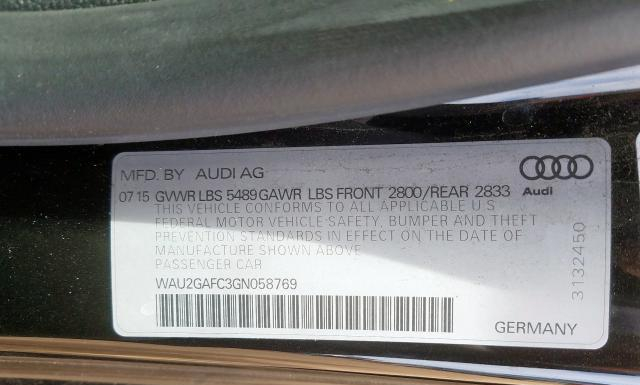 MFD. BY AUDI AG
07 15 GVWR LBS 5489 GAWR LBS FRONT 2800/REAR 2833
Audi
THIS VEHICLE CONFORMS TO ALL APPLICABLE U S
FEDERAL MOTOR VEHICLE SAFETY, BUMPER AND THEFT
PREVENTION STANDARDS IN EFFECT ON THE DATE OF
MANUFACTURE SHOWN ABOVE
PASSENGER CAR
WAU2GAFC3GN058769
3132450
GERMANY